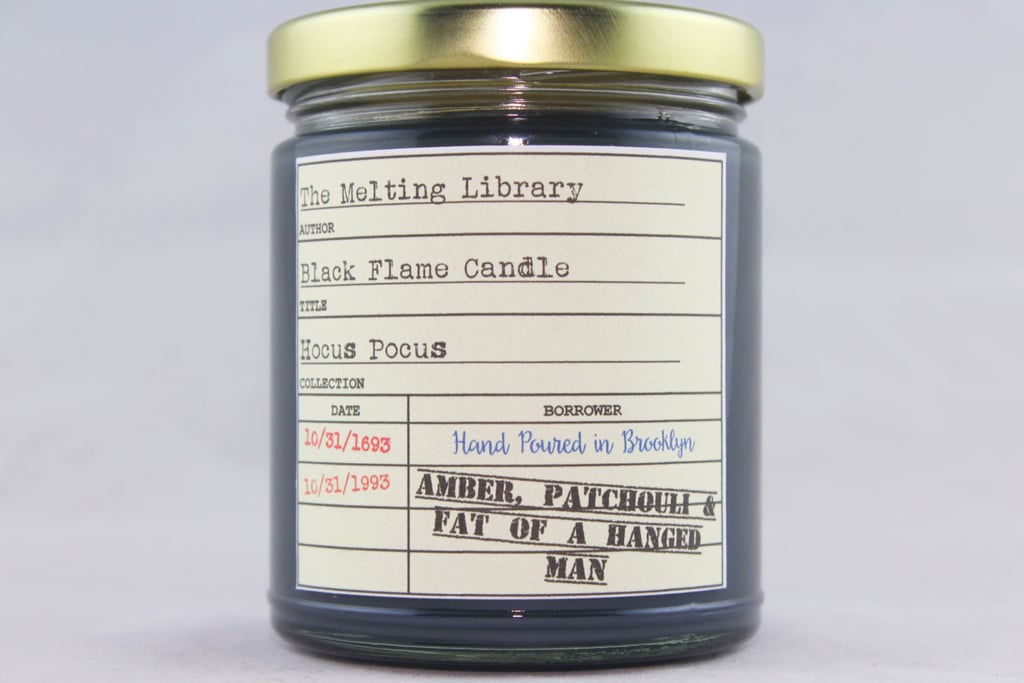 The Melting Library
AUTHOR
Black Flame Candle
TITLE
Hocus Pocus
COLLECTION
DATE BORROWER
10/31/1693 Hand Poured in Brooklyn
10/31/1993 AMBER, PATCHOULI &
FAT OF A HANGED
MAN